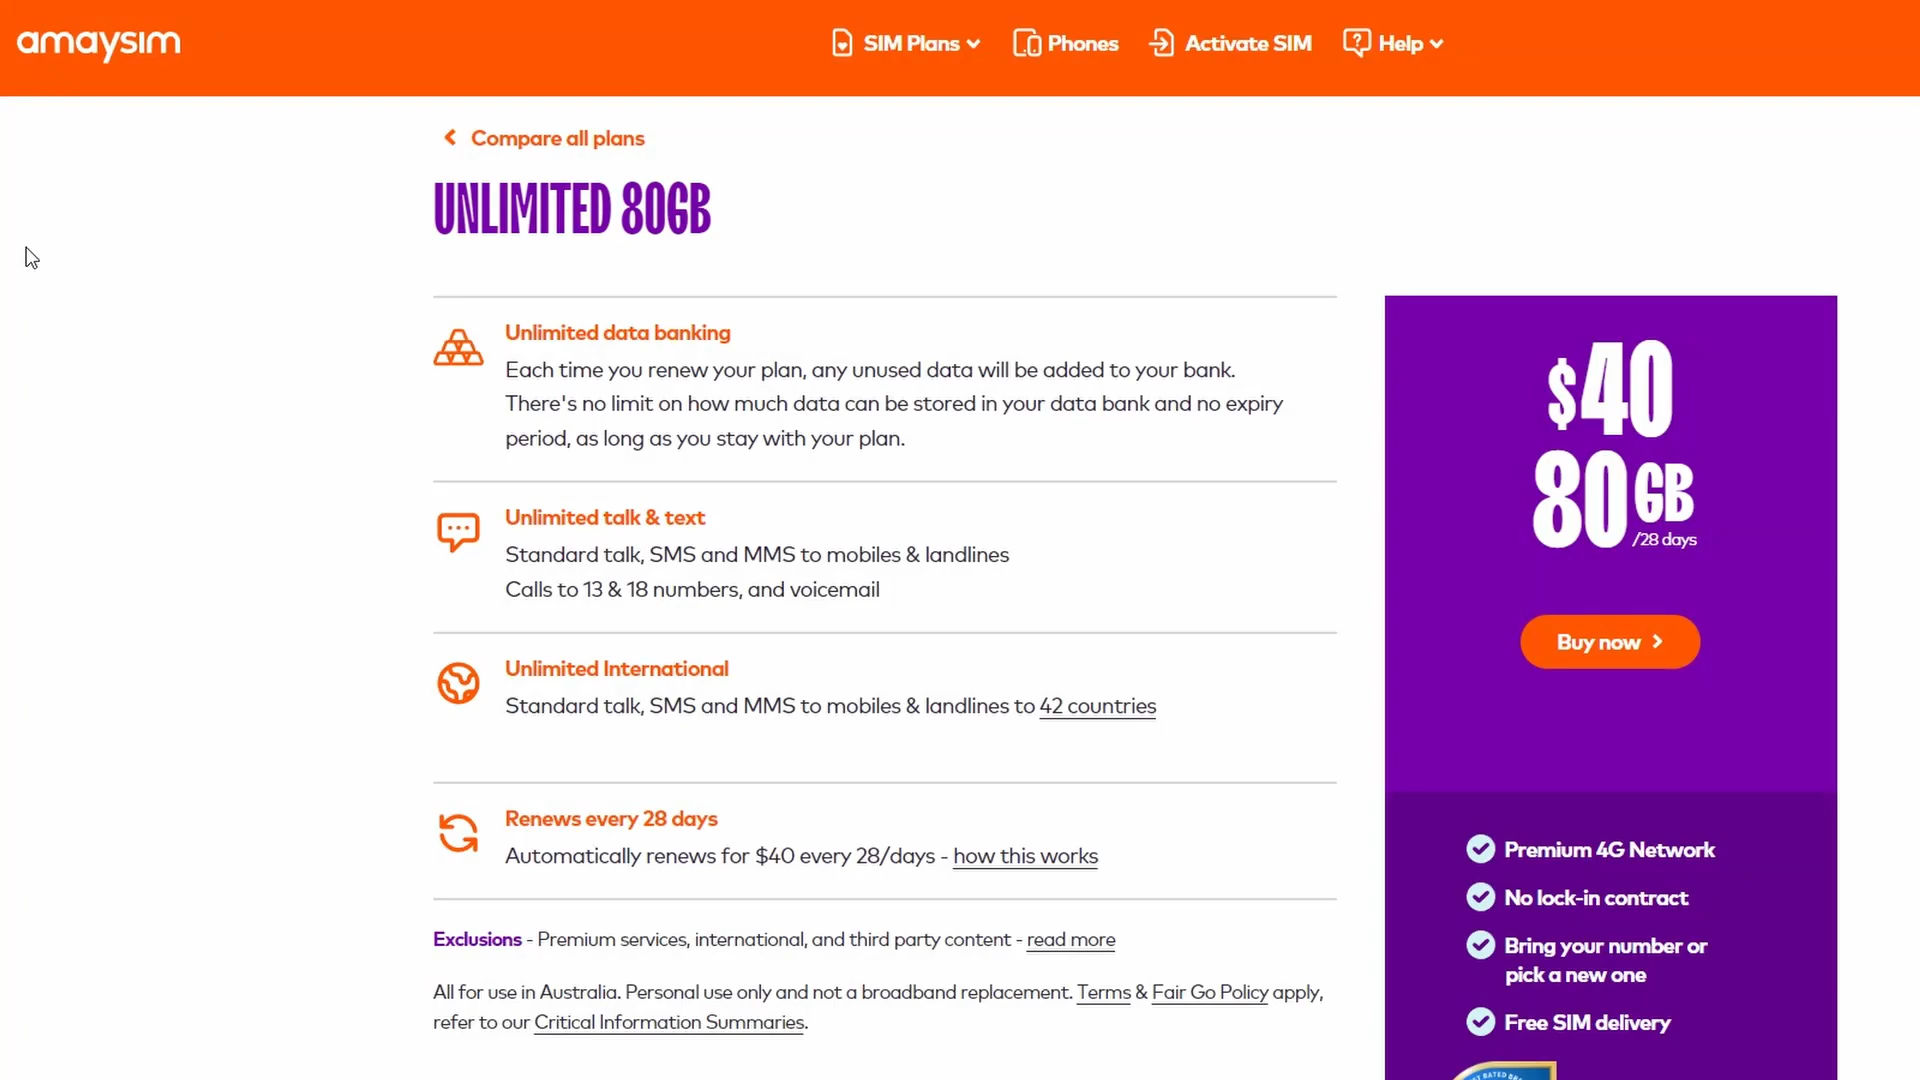 amaysim
SIM Plans
Phones
Activate SIM
Help
Compare all plans
UNLIMITED 80GB
Unlimited data banking
Each time you renew your plan, any unused data will be added to your bank.
There's no limit on how much data can be stored in your data bank and no expiry
period, as long as you stay with your plan.
Unlimited talk & text
Standard talk, SMS and MMS to mobiles & landlines
Calls to 13 & 18 numbers, and voicemail
Unlimited International
Standard talk, SMS and MMS to mobiles & landlines to 42 countries
Renews every 28 days
Automatically renews for $40 every 28/days - how this works
Exclusions - Premium services, international, and third party content - read more
All for use in Australia. Personal use only and not a broadband replacement. Terms & Fair Go Policy apply,
refer to our Critical Information Summaries.
$40
80GB
/28 days
Buy now
Premium 4G Network
No lock-in contract
Bring your number or
pick a new one
Free SIM delivery
RATED